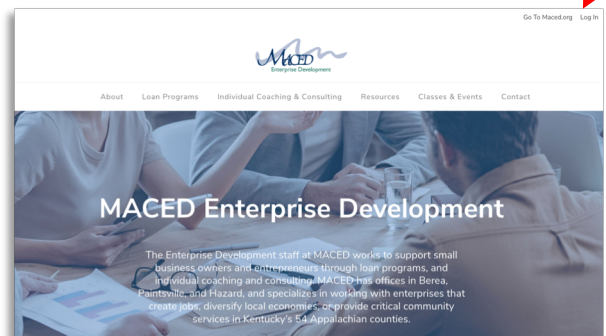 Go To Maced.org Log In
MACED
Enterprise Development
About Loan Programs Individual Coaching & Consulting Resources Classes & Events Contact
MACED Enterprise Development
The Enterprise Development staff at MACED works to support small
business owners and entrepreneurs through loan programs, and
individual coaching and consulting. MACED has offices in Berea,
Paintsville, and Hazard, and specializes in working with enterprises that
create jobs, diversify local economies, or provide critical community
services in Kentucky's 54 Appalachian counties.